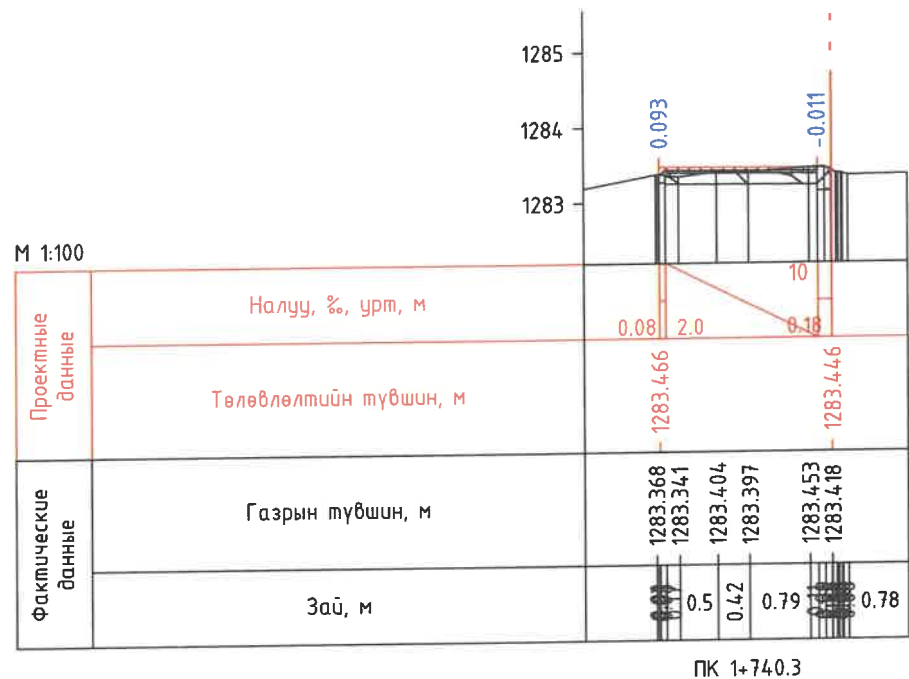 1285
1284
1283
0.093
-0.011
М 1:100
Проектные данные
Налуу, ‰, урт, м
10
0.08
2.0
0.18
Төлөвлөлтийн түвшин, м
1283.466
1283.446
Фактические данные
Газрын түвшин, м
1283.368
1283.341
1283.404
1283.397
1283.453
1283.418
Зай, м
0.5
0.42
0.79
0.78
ПК 1+740.3